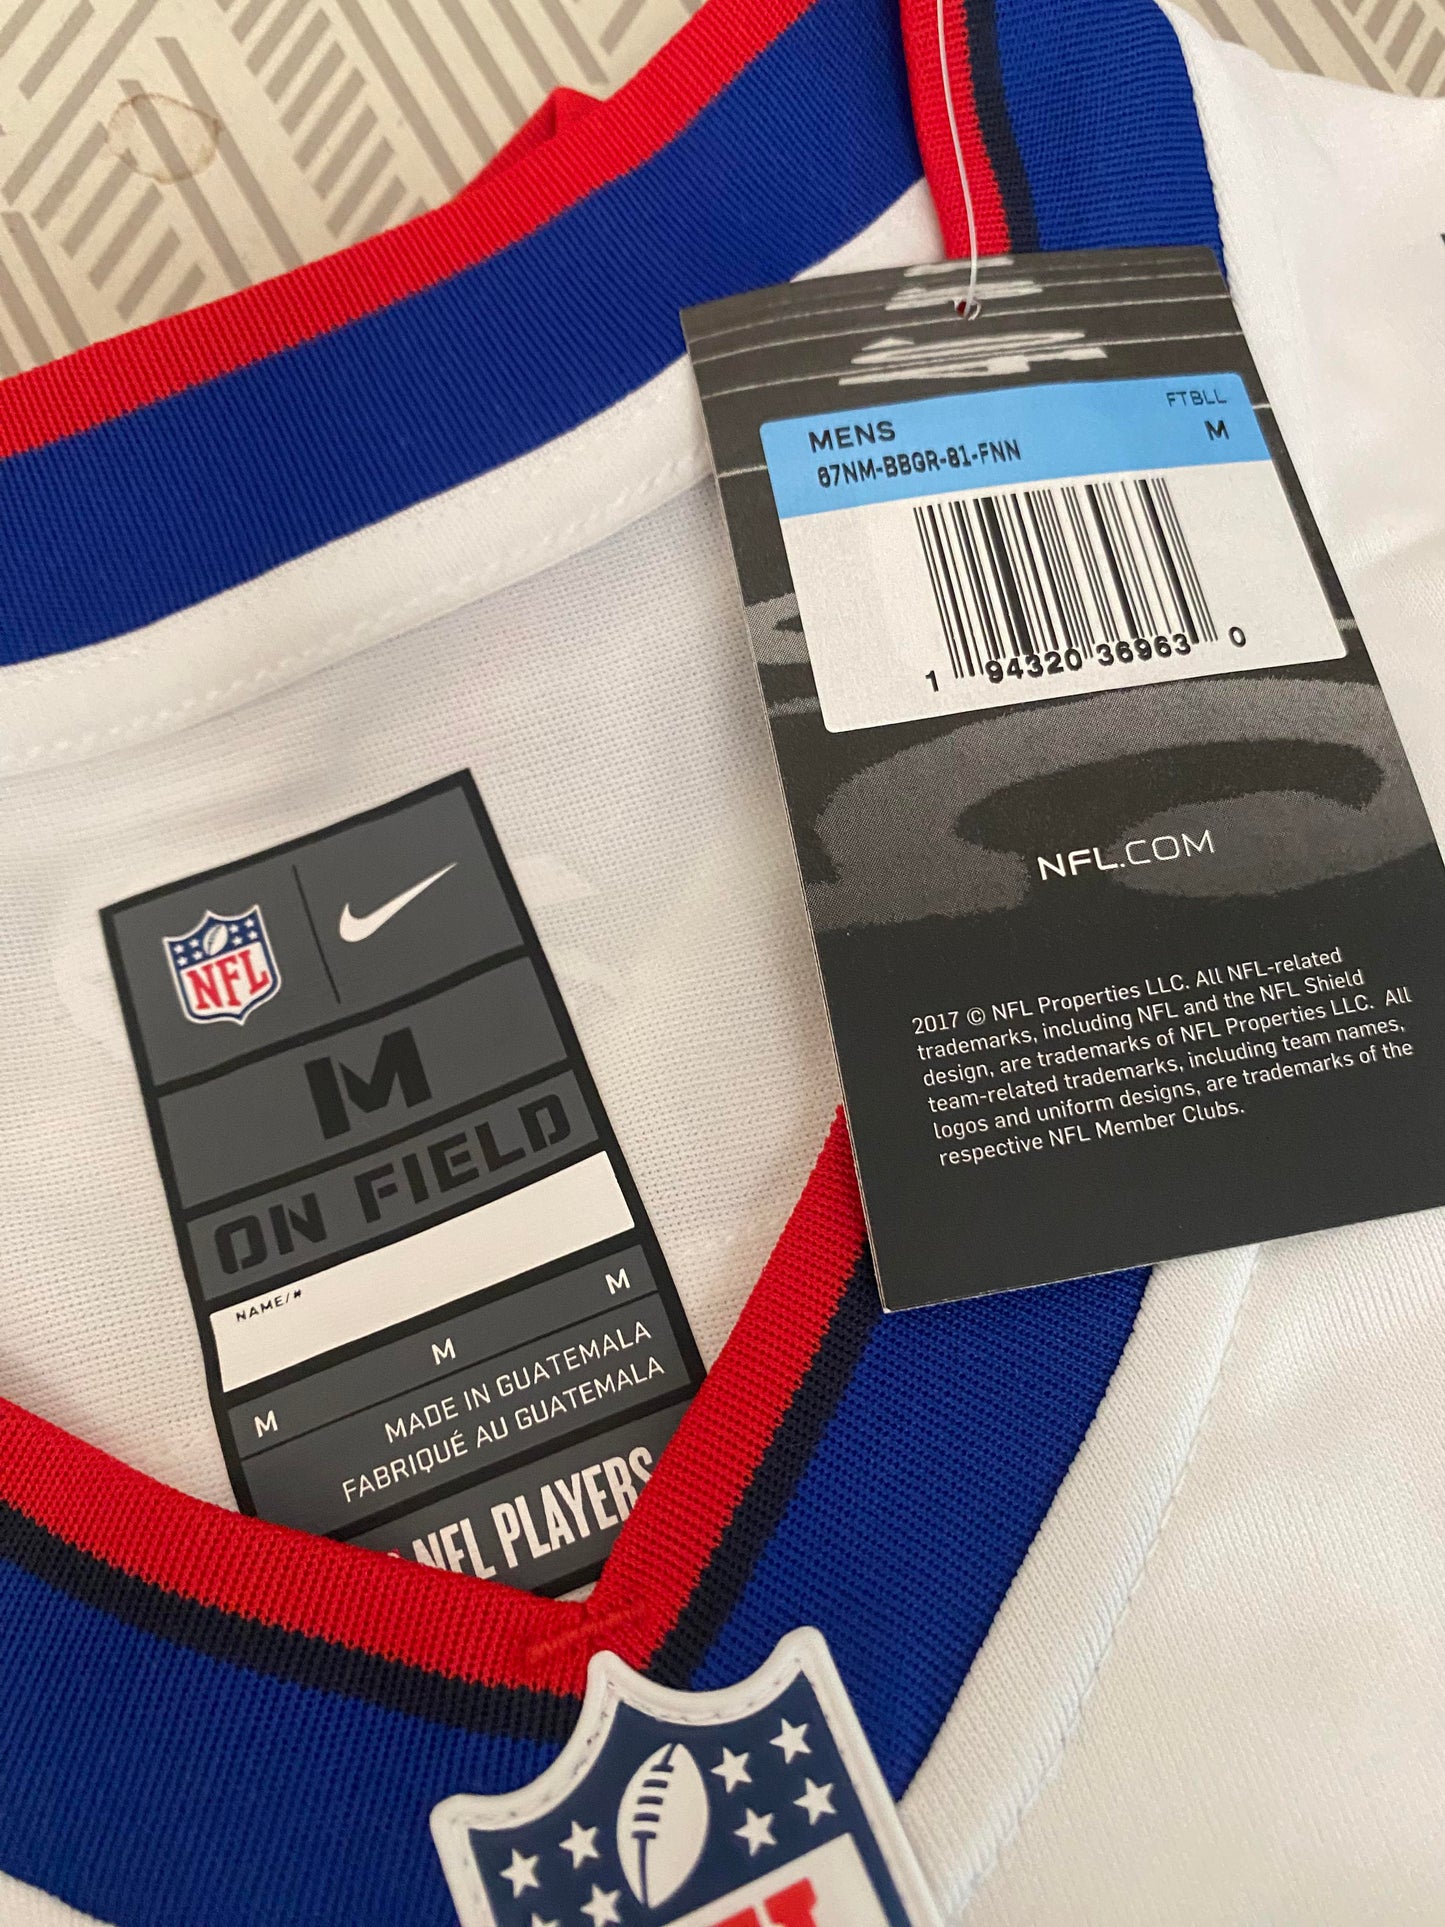 FTBLL
MENS M
67NM-BBGR-81-FNN
1 94320 36963 0
NFL.COM
2017 © NFL Properties LLC. All NFL-related
trademarks, including NFL and the NFL Shield
design, are trademarks of NFL Properties LLC. All
team-related trademarks, including team names,
logos and uniform designs, are trademarks of the
respective NFL Member Clubs.
NFL
M
ON FIELD
NAME/#
M M M
MADE IN GUATEMALA
FABRIQUÉ AU GUATEMALA
NFL PLAYERS